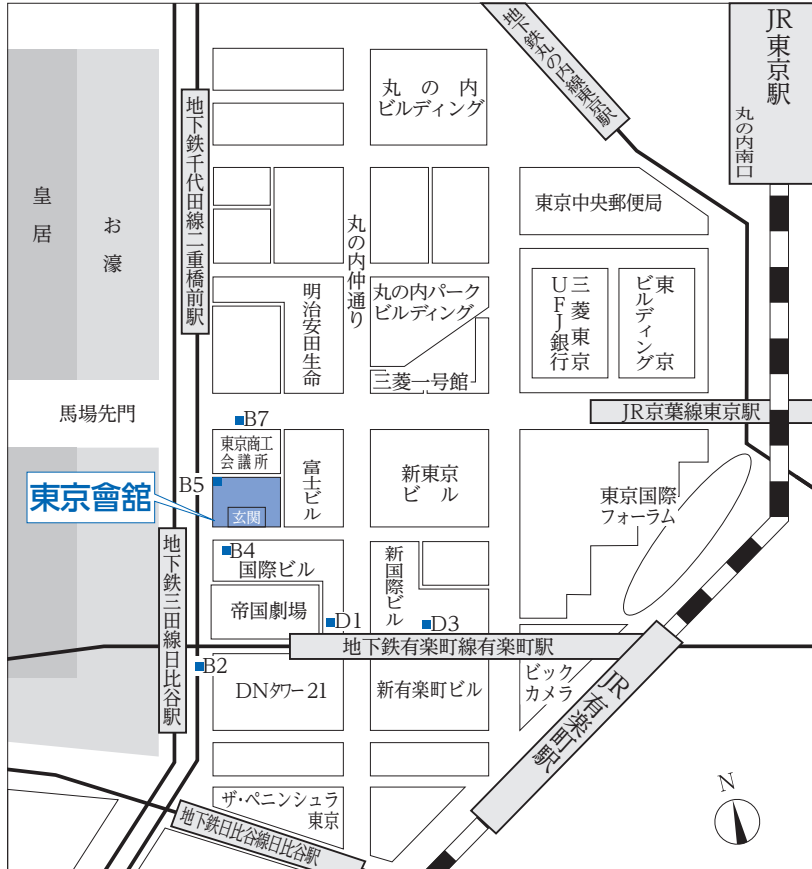 JR東京駅
丸の内南口
地下鉄丸の内線東京駅
丸の内
ビルディング
地下鉄千代田線二重橋前駅
皇居
お濠
東京中央郵便局
丸の内仲通り
明治安田生命
丸の内パーク
ビルディング
三菱一号館
三菱東京
UFJ銀行
東京
ビルディング
馬場先門
JR京葉線東京駅
B7
東京商工
会議所
B5
東京會舘
玄関
富士ビル
新東京
ビル
東京国際
フォーラム
B4
国際ビル
新国際ビル
帝国劇場
D1
D3
地下鉄三田線日比谷駅
地下鉄有楽町線有楽町駅
B2
DNタワー21
新有楽町ビル
ビック
カメラ
JR有楽町駅
ザ・ペニンシュラ
東京
地下鉄日比谷線日比谷駅
N